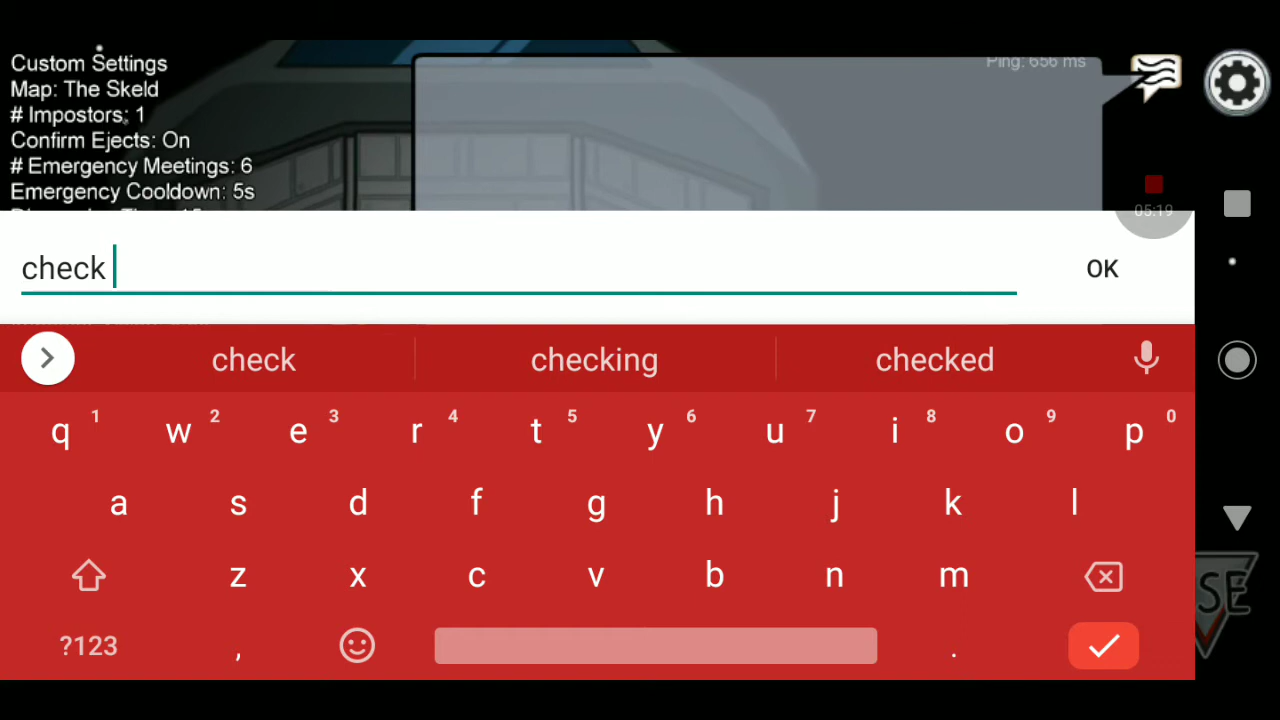 Custom Settings
Map: The Skeld
# Impostors: 1
Confirm Ejects: On
# Emergency Meetings: 6
Emergency Cooldown: 5s
Ping: 656 ms
05:19
check
OK
check checking checked
q 1 w 2 e 3 r 4 t 5 y 6 u 7 i 8 o 9 p 0
a s d f g h j k l
z x c v b n m
?123 , .